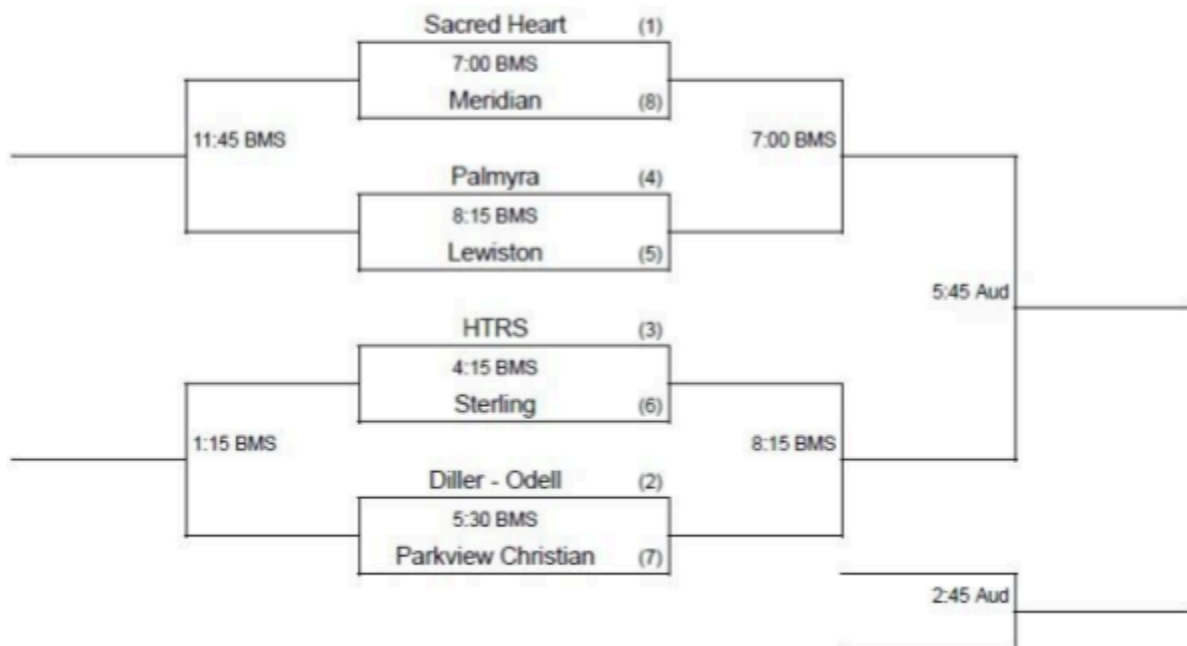 Sacred Heart (1)
7:00 BMS
Meridian (8)
11:45 BMS
7:00 BMS
Palmyra (4)
8:15 BMS
Lewiston (5)
5:45 Aud
HTRS (3)
4:15 BMS
Sterling (6)
1:15 BMS
8:15 BMS
Diller - Odell (2)
5:30 BMS
Parkview Christian (7)
2:45 Aud